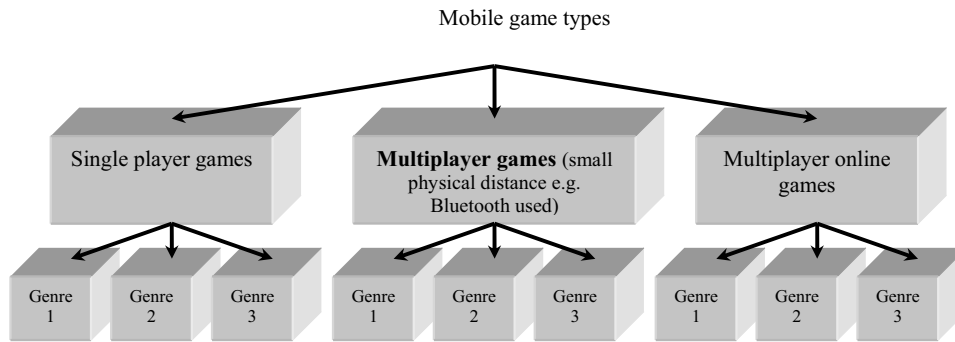 Mobile game types
Single player games
Multiplayer games (small
physical distance e.g.
Bluetooth used)
Multiplayer online
games
Genre
1
Genre
2
Genre
3
Genre
1
Genre
2
Genre
3
Genre
1
Genre
2
Genre
3